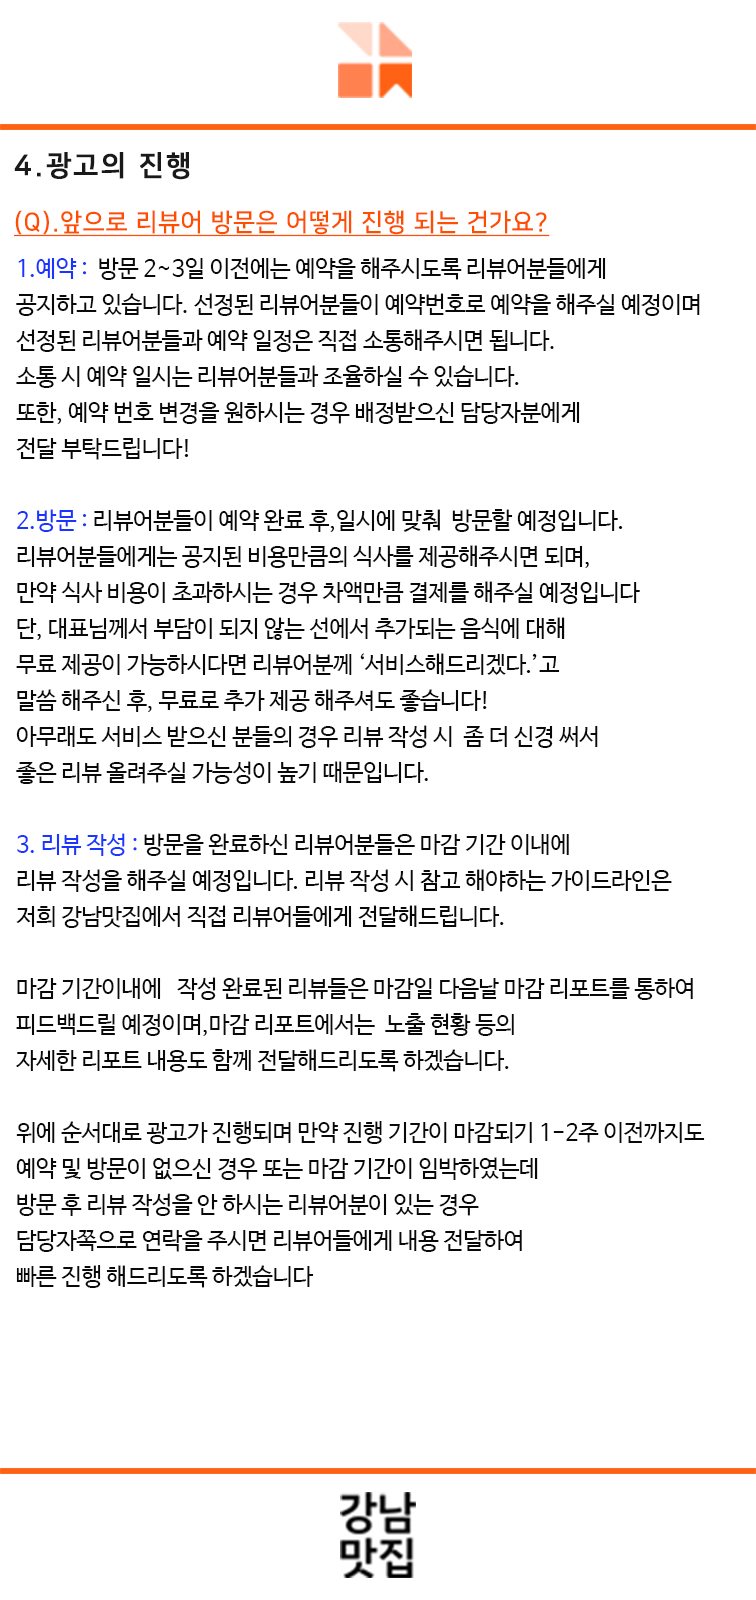 4.광고의 진행
(Q).앞으로 리뷰어 방문은 어떻게 진행 되는 건가요?
1.예약 : 방문 2~3일 이전에는 예약을 해주시도록 리뷰어분들에게
공지하고 있습니다. 선정된 리뷰어분들이 예약번호로 예약을 해주실 예정이며
선정된 리뷰어분들과 예약 일정은 직접 소통해주시면 됩니다.
소통 시 예약 일시는 리뷰어분들과 조율하실 수 있습니다.
또한, 예약 번호 변경을 원하시는 경우 배정받으신 담당자분에게
전달 부탁드립니다!
2.방문 : 리뷰어분들이 예약 완료 후,일시에 맞춰 방문할 예정입니다.
리뷰어분들에게는 공지된 비용만큼의 식사를 제공해주시면 되며,
만약 식사 비용이 초과하시는 경우 차액만큼 결제를 해주실 예정입니다
단, 대표님께서 부담이 되지 않는 선에서 추가되는 음식에 대해
무료 제공이 가능하시다면 리뷰어분께 ‘서비스해드리겠다.’고
말씀 해주신 후, 무료로 추가 제공 해주셔도 좋습니다!
아무래도 서비스 받으신 분들의 경우 리뷰 작성 시 좀 더 신경 써서
좋은 리뷰 올려주실 가능성이 높기 때문입니다.
3. 리뷰 작성 : 방문을 완료하신 리뷰어분들은 마감 기간 이내에
리뷰 작성을 해주실 예정입니다. 리뷰 작성 시 참고 해야하는 가이드라인은
저희 강남맛집에서 직접 리뷰어들에게 전달해드립니다.
마감 기간이내에 작성 완료된 리뷰들은 마감일 다음날 마감 리포트를 통하여
피드백드릴 예정이며,마감 리포트에서는 노출 현황 등의
자세한 리포트 내용도 함께 전달해드리도록 하겠습니다.
위에 순서대로 광고가 진행되며 만약 진행 기간이 마감되기 1-2주 이전까지도
예약 및 방문이 없으신 경우 또는 마감 기간이 임박하였는데
방문 후 리뷰 작성을 안 하시는 리뷰어분이 있는 경우
담당자쪽으로 연락을 주시면 리뷰어들에게 내용 전달하여
빠른 진행 해드리도록 하겠습니다
강남
맛집